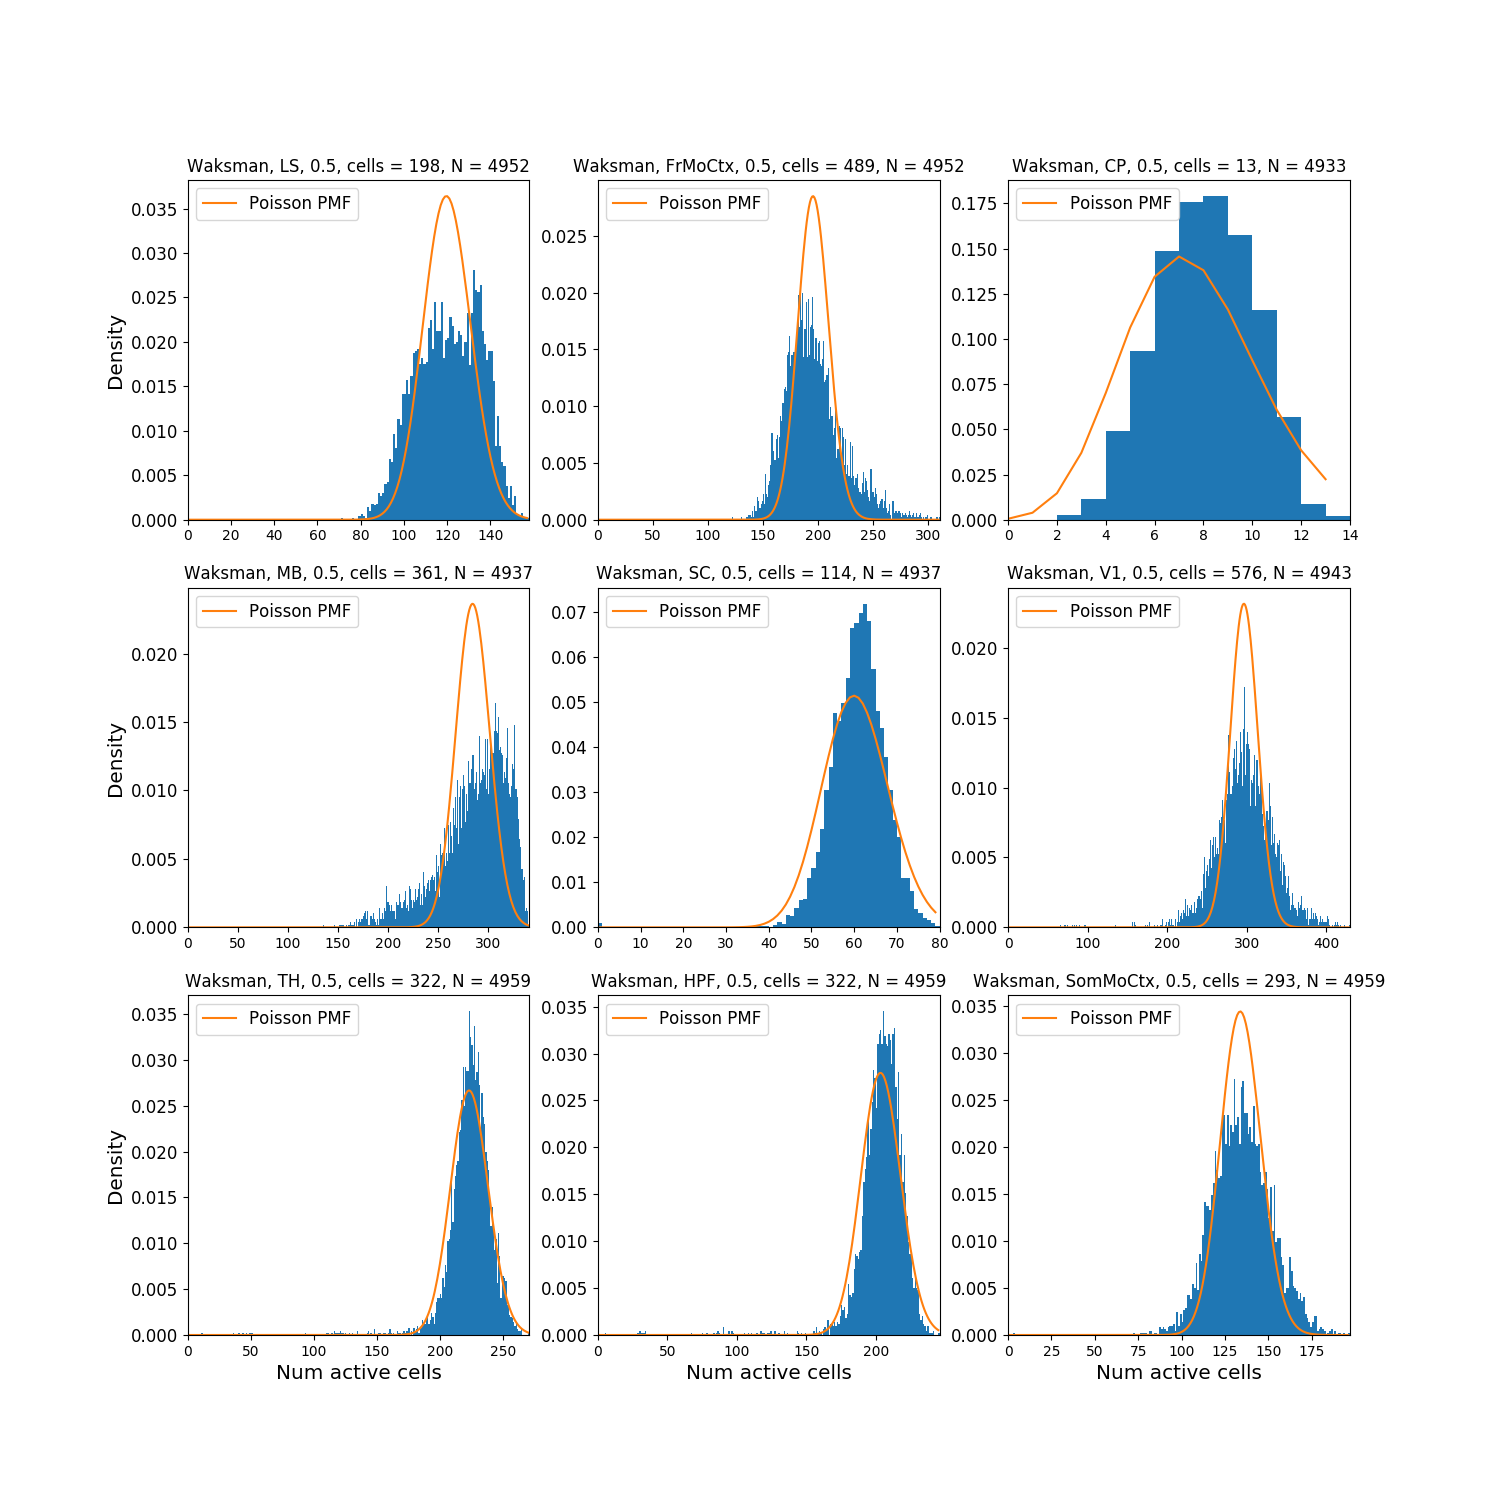 Waksman, LS, 0.5, cells = 198, N = 4952
Poisson PMF
Density
0.035
0.030
0.025
0.020
0.015
0.010
0.005
0.000
0 20 40 60 80 100 120 140
Waksman, FrMoCtx, 0.5, cells = 489, N = 4952
Poisson PMF
0.025
0.020
0.015
0.010
0.005
0.000
0 50 100 150 200 250 300
Waksman, CP, 0.5, cells = 13, N = 4933
Poisson PMF
0.175
0.150
0.125
0.100
0.075
0.050
0.025
0.000
0 2 4 6 8 10 12 14
Waksman, MB, 0.5, cells = 361, N = 4937
Poisson PMF
Density
0.020
0.015
0.010
0.005
0.000
0 50 100 150 200 250 300
Waksman, SC, 0.5, cells = 114, N = 4937
Poisson PMF
0.07
0.06
0.05
0.04
0.03
0.02
0.01
0.00
0 10 20 30 40 50 60 70 80
Waksman, V1, 0.5, cells = 576, N = 4943
Poisson PMF
0.020
0.015
0.010
0.005
0.000
0 100 200 300 400
Waksman, TH, 0.5, cells = 322, N = 4959
Poisson PMF
Density
0.035
0.030
0.025
0.020
0.015
0.010
0.005
0.000
0 50 100 150 200 250
Num active cells
Waksman, HPF, 0.5, cells = 322, N = 4959
Poisson PMF
0.035
0.030
0.025
0.020
0.015
0.010
0.005
0.000
0 50 100 150 200
Num active cells
Waksman, SomMoCtx, 0.5, cells = 293, N = 4959
Poisson PMF
0.035
0.030
0.025
0.020
0.015
0.010
0.005
0.000
0 25 50 75 100 125 150 175
Num active cells